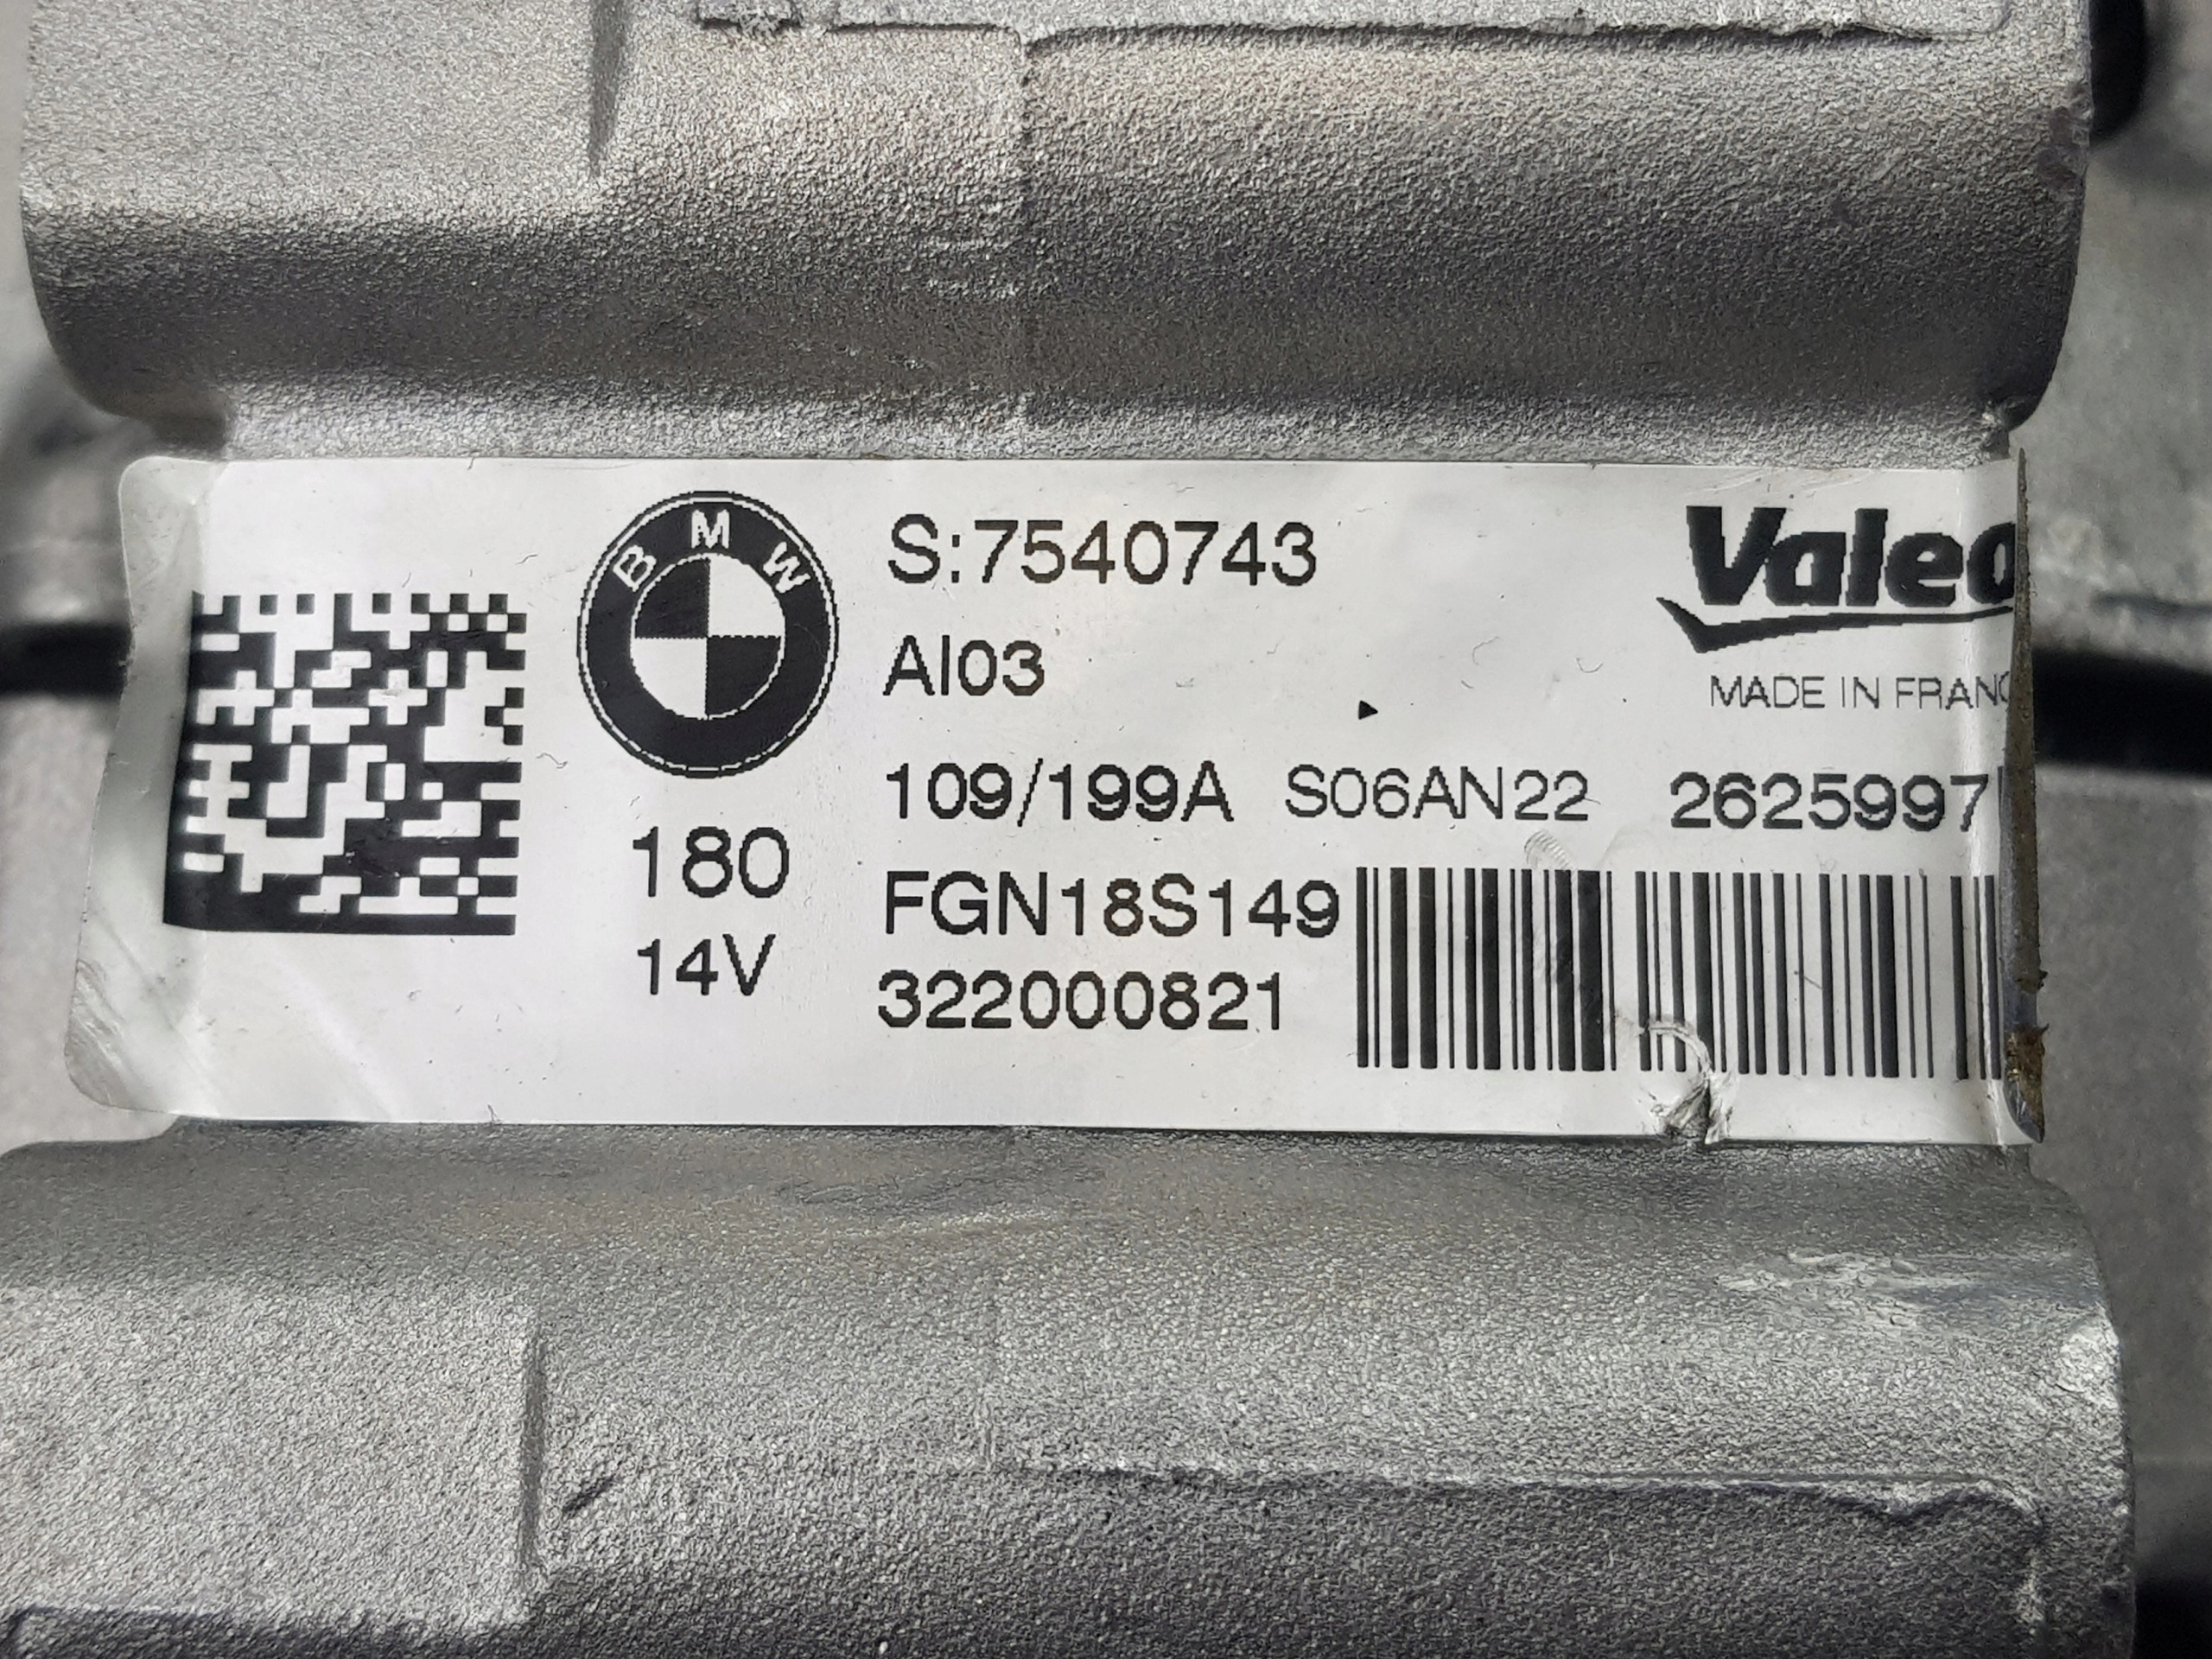 BMW
180
14V
S:7540743
AI03
109/199A S06AN22
FGN18S149
322000821
Valeo
MADE IN FRANC
2625997